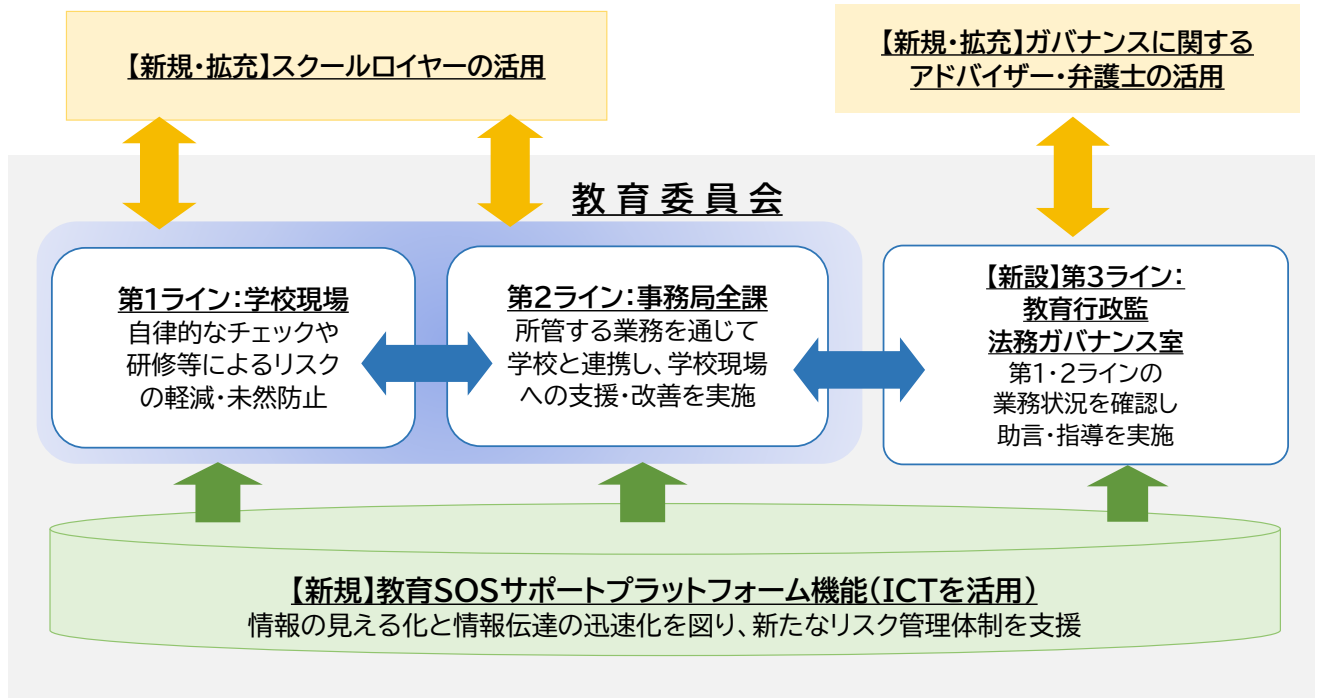 【新規・拡充】スクールロイヤーの活用
【新規・拡充】ガバナンスに関する
アドバイザー・弁護士の活用
教育委員会
第1ライン：学校現場
自律的なチェックや
研修等によるリスク
の軽減・未然防止
第2ライン：事務局全課
所管する業務を通じて
学校と連携し、学校現場
への支援・改善を実施
【新設】第3ライン：
教育行政監
法務ガバナンス室
第1・2ラインの
業務状況を確認し
助言・指導を実施
【新規】教育SOSサポートプラットフォーム機能（ICTを活用）
情報の見える化と情報伝達の迅速化を図り、新たなリスク管理体制を支援